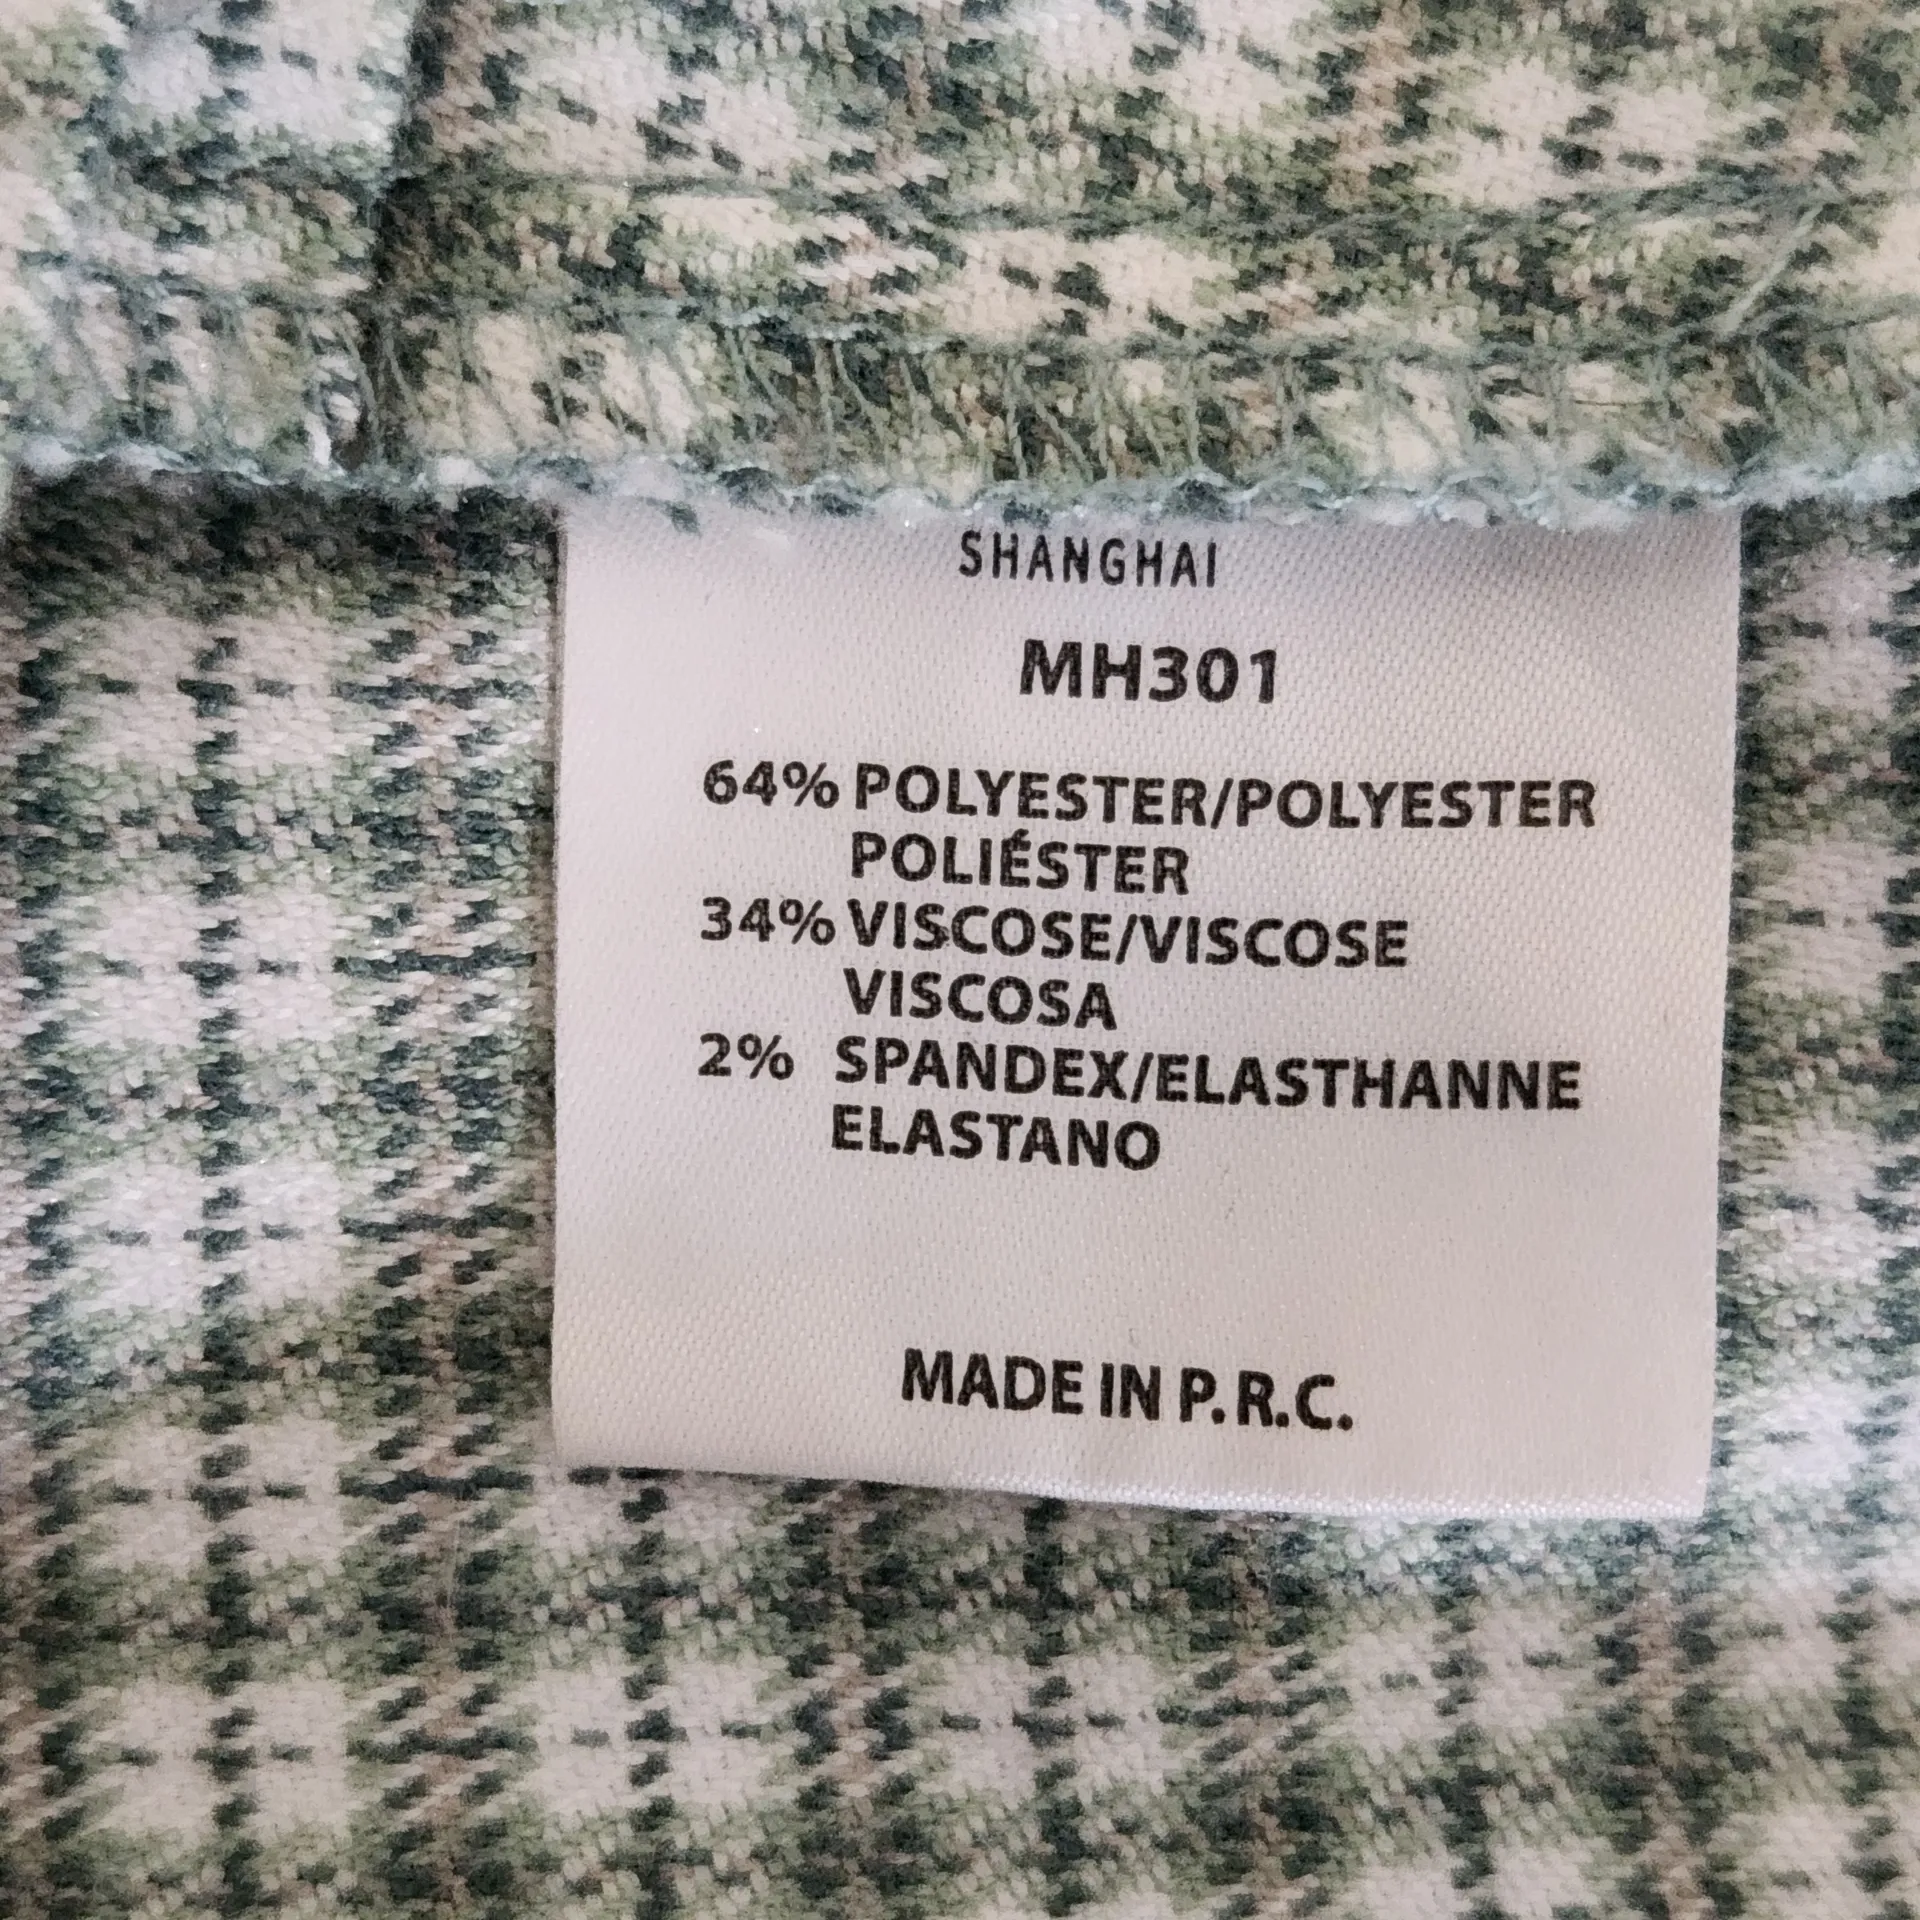 SHANGHAI
MH301
64% POLYESTER/POLYESTER
POLIÉSTER
34% VISCOSE/VISCOSE
VISCOSA
2% SPANDEX/ELASTHANNE
ELASTANO
MADE IN P.R.C.